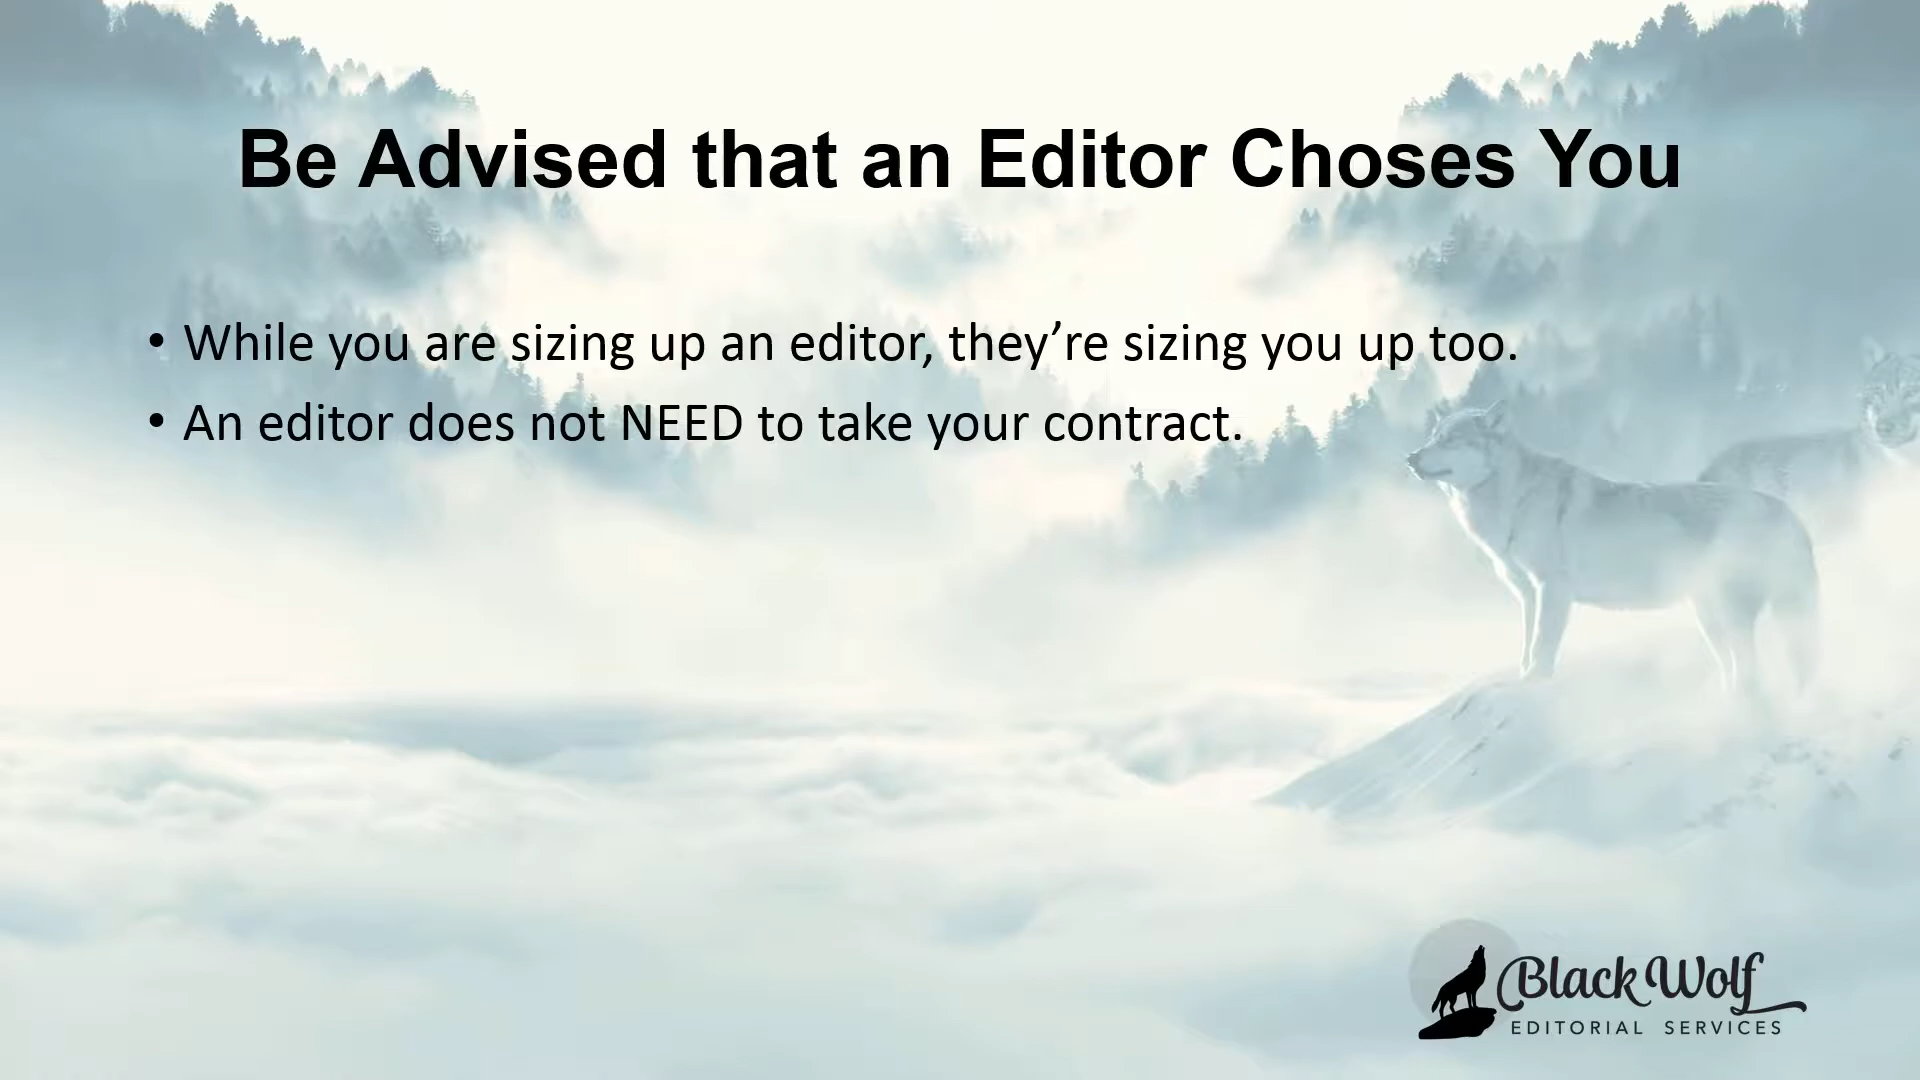 Be Advised that an Editor Choses You
• While you are sizing up an editor, they’re sizing you up too.
• An editor does not NEED to take your contract.
Black Wolf
EDITORIAL SERVICES